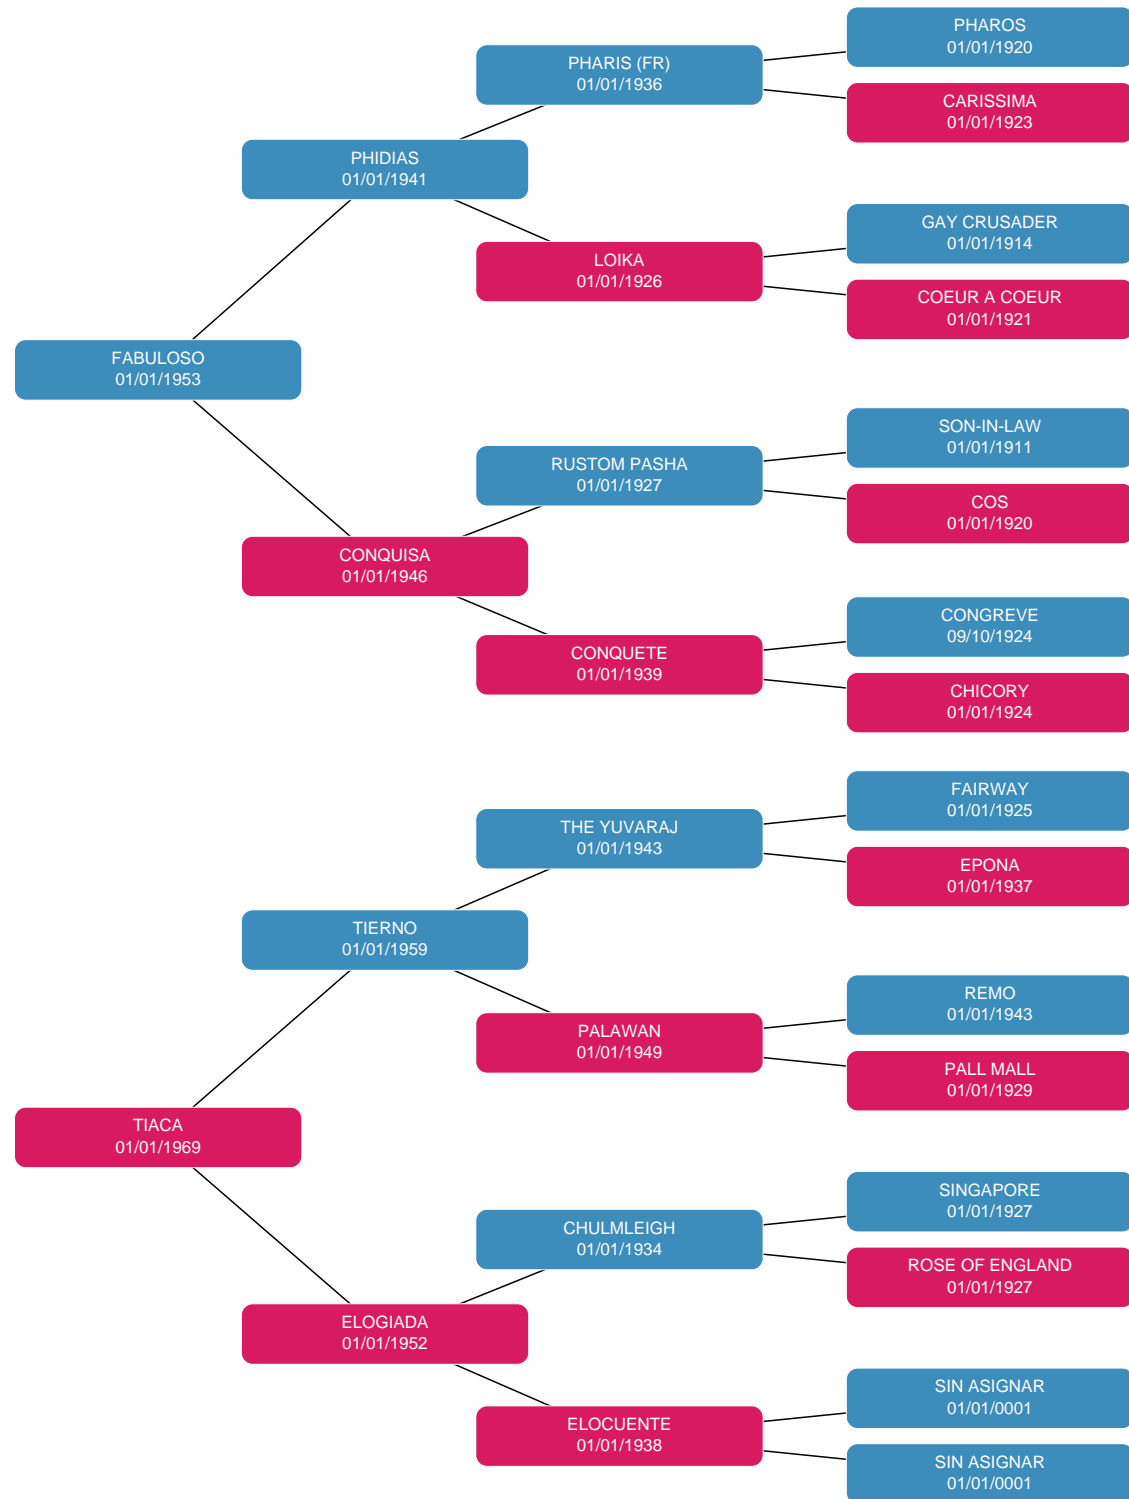 PHAROS
01/01/1920
PHARIS (FR)
01/01/1936
CARISSIMA
01/01/1923
PHIDIAS
01/01/1941
GAY CRUSADER
01/01/1914
LOIKA
01/01/1926
COEUR A COEUR
01/01/1921
FABULOSO
01/01/1953
SON-IN-LAW
01/01/1911
RUSTOM PASHA
01/01/1927
COS
01/01/1920
CONQUISA
01/01/1946
CONGREVE
09/10/1924
CONQUETE
01/01/1939
CHICORY
01/01/1924
FAIRWAY
01/01/1925
THE YUVARAJ
01/01/1943
EPONA
01/01/1937
TIERNO
01/01/1959
REMO
01/01/1943
PALAWAN
01/01/1949
PALL MALL
01/01/1929
TIACA
01/01/1969
SINGAPORE
01/01/1927
CHULMLEIGH
01/01/1934
ROSE OF ENGLAND
01/01/1927
ELOGIADA
01/01/1952
SIN ASIGNAR
01/01/0001
ELOCUENTE
01/01/1938
SIN ASIGNAR
01/01/0001